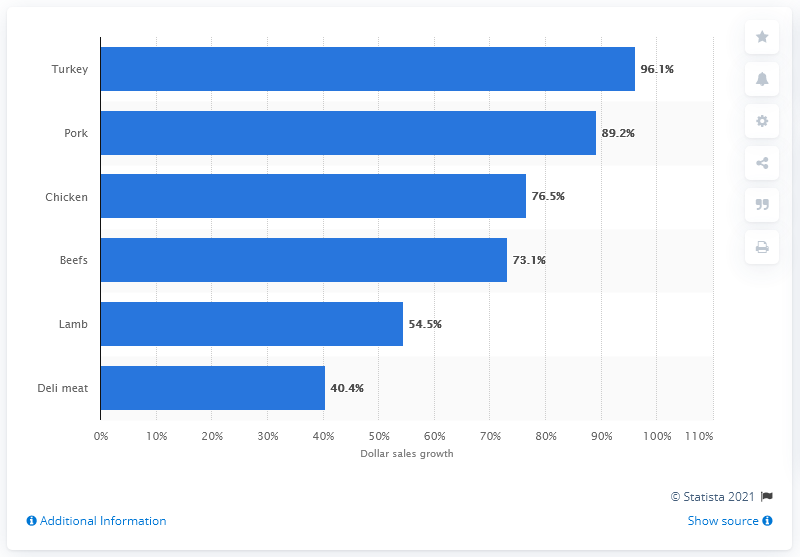 Turkey 96.1%
Pork 89.2%
Chicken 76.5%
Beefs 73.1%
Lamb 54.5%
Deli meat 40.4%
0% 10% 20% 30% 40% 50% 60% 70% 80% 90% 100% 110%
Dollar sales growth
© Statista 2021
Additional Information Show source